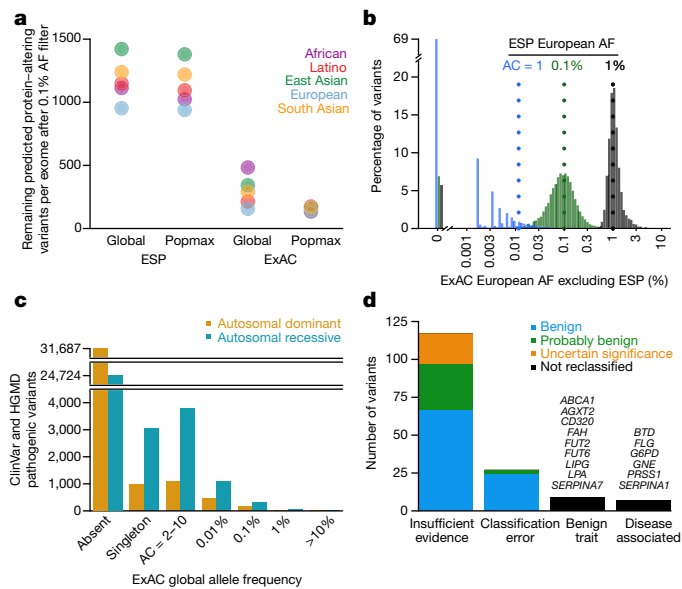 a
Remaining predicted protein–altering
variants per exome after 0.1% AF filter
1500
1000
500
0
African
Latino
East Asian
European
South Asian
Global
Popmax
Global
Popmax
ESP
ExAC
b
Percentage of variants
69
20
15
10
5
0
ESP European AF
AC = 1
0.1%
1%
0
0.001
0.003
0.01
0.03
0.1
0.3
1
3
10
ExAC European AF excluding ESP (%)
c
Autosomal dominant
Autosomal recessive
ClinVar and HGMD
pathogenic variants
31,687
24,724
4,000
3,000
2,000
1,000
0
Absent
Singleton
AC = 2–10
0.01%
0.1%
1%
>10%
ExAC global allele frequency
d
Number of variants
125
100
75
50
25
0
Benign
Probably benign
Uncertain significance
Not reclassified
ABCA1
AGXT2
CD320
FAH
FUT2
FUT6
LIPG
LPA
SERPINA7
BTD
FLG
G6PD
GNE
PRSS1
SERPINA1
Insufficient
evidence
Classification
error
Benign
trait
Disease
associated